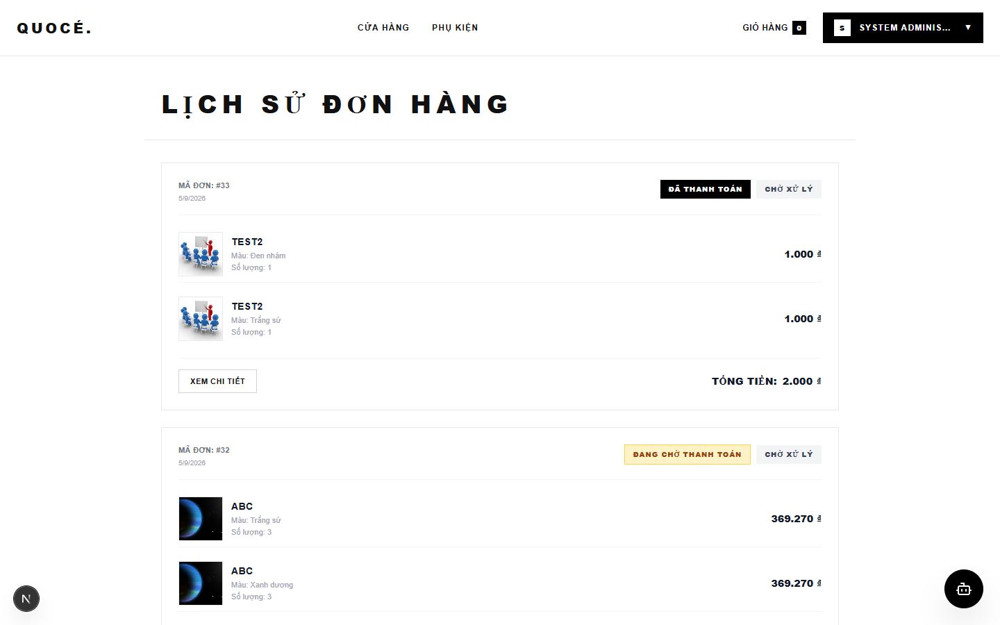 QUOCÉ.
CỬA HÀNG
PHỤ KIỆN
GIỎ HÀNG 0
S SYSTEM ADMINIS... ▼
LỊCH SỬ ĐƠN HÀNG
MÃ ĐƠN: #33
5/9/2026
ĐÃ THANH TOÁN
CHỜ XỬ LÝ
TEST2
Màu: Đen nhám
Số lượng: 1
1.000 ₫
TEST2
Màu: Trắng sứ
Số lượng: 1
1.000 ₫
XEM CHI TIẾT
TỔNG TIỀN: 2.000 ₫
MÃ ĐƠN: #32
5/9/2026
ĐANG CHỜ THANH TOÁN
CHỜ XỬ LÝ
ABC
Màu: Trắng sứ
Số lượng: 3
369.270 ₫
ABC
Màu: Xanh dương
Số lượng: 3
369.270 ₫
N